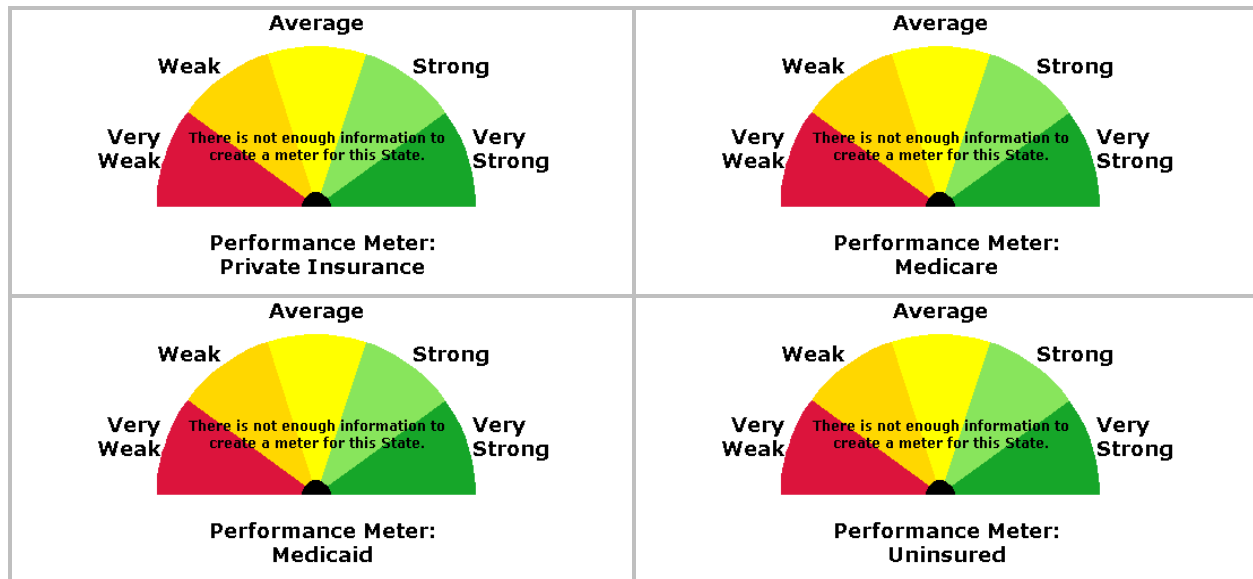 Average
Weak
Strong
Very
Weak
There is not enough information to
create a meter for this State.
Very
Strong
Performance Meter:
Private Insurance
Average
Weak
Strong
Very
Weak
There is not enough information to
create a meter for this State.
Very
Strong
Performance Meter:
Medicare
Average
Weak
Strong
Very
Weak
There is not enough information to
create a meter for this State.
Very
Strong
Performance Meter:
Medicaid
Average
Weak
Strong
Very
Weak
There is not enough information to
create a meter for this State.
Very
Strong
Performance Meter:
Uninsured